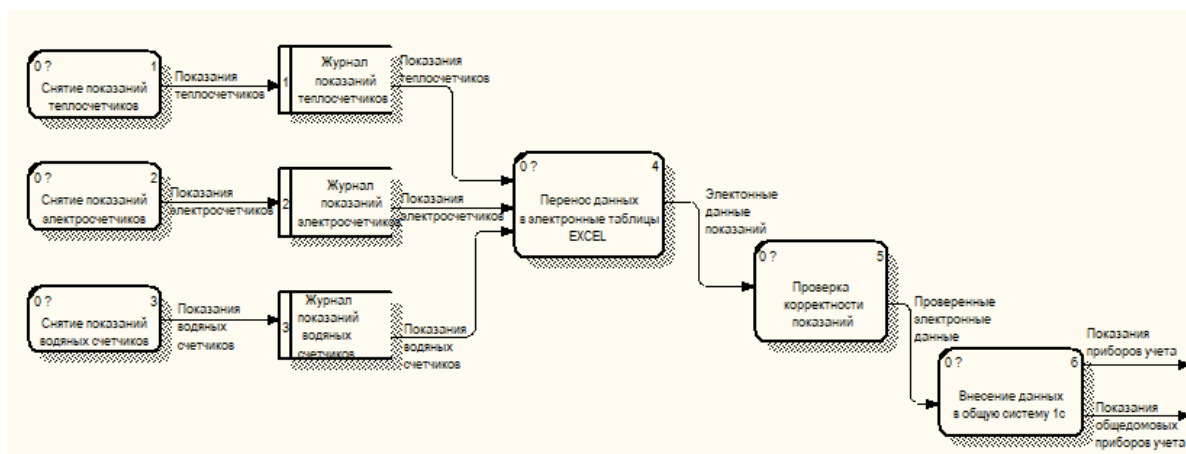 0 ?
1
Снятие показаний
теплосчетчиков
Показания
теплосчетчиков
1
Журнал
показаний
теплосчетчиков
Показания
теплосчетчиков
0 ?
2
Снятие показаний
электросчетчиков
Показания
электросчетчиков
2
Журнал
показаний
электросчетчиков
Показания
электросчетчиков
0 ?
3
Снятие показаний
водяных счетчиков
Показания
водяных
счетчиков
3
Журнал
показаний
водяных
счетчиков
Показания
водяных
счетчиков
0 ?
4
Перенос данных
в электронные таблицы
EXCEL
Электонные
данные
показаний
0 ?
5
Проверка
корректности
показаний
Проверенные
электронные
данные
0 ?
6
Внесение данных
в общую систему 1с
Показания
приборов учета
Показания
общедомовых
приборов учета